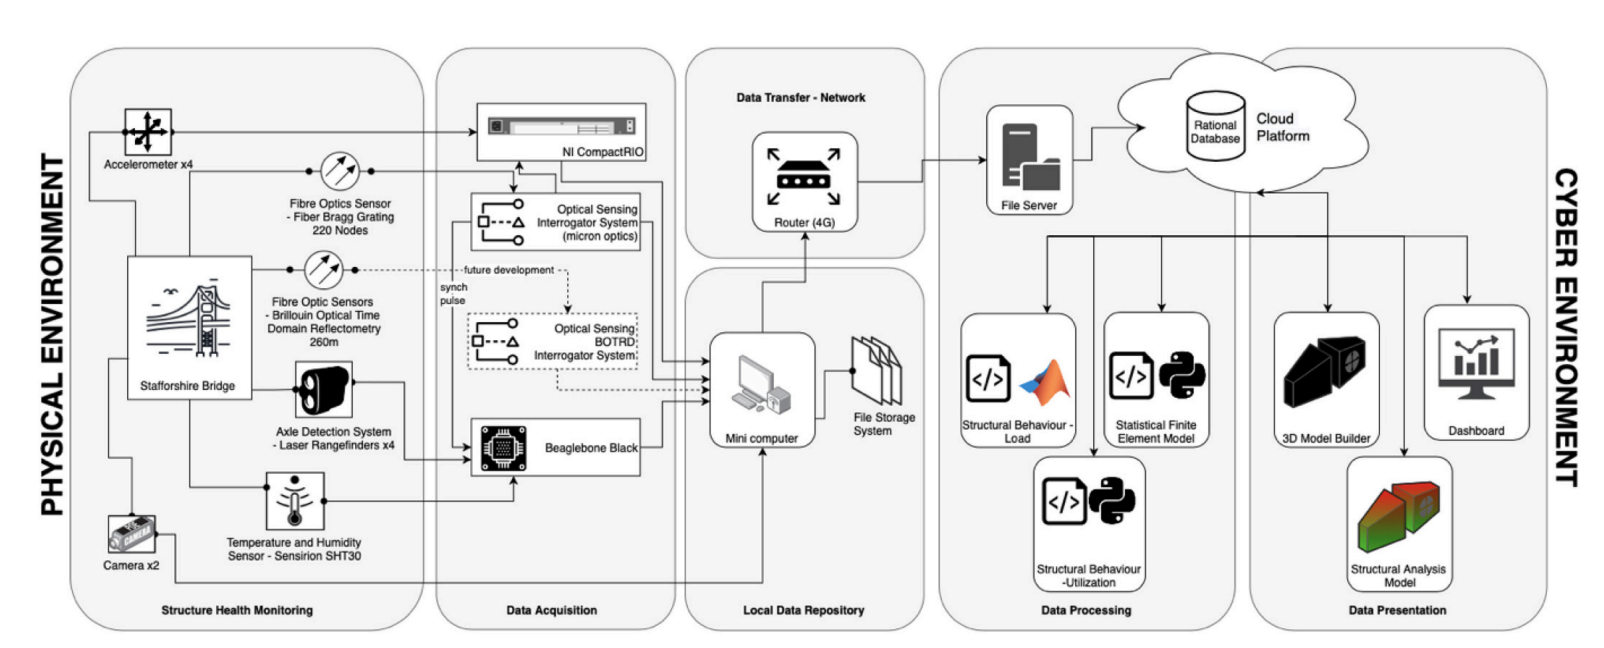 PHYSICAL ENVIRONMENT
Accelerometer x4
Fibre Optics Sensor
- Fiber Bragg Grating
220 Nodes
Fibre Optic Sensors
- Brillouin Optical Time
Domain Reflectometry
260m
Stafforshire Bridge
Axle Detection System
- Laser Rangefinders x4
Temperature and Humidity
Sensor - Sensirion SHT30
CAMERA
Camera x2
Structure Health Monitoring
NI CompactRIO
Optical Sensing
Interrogator System
(micron optics)
future development
synch
pulse
Optical Sensing
BOTRD
Interrogator System
Beaglebone Black
Data Acquisition
Data Transfer - Network
Router (4G)
Mini computer
File Storage
System
Local Data Repository
File Server
Rational
Database
Cloud
Platform
</>
Structural Behaviour -
Load
</>
Statistical Finite
Element Model
</>
Structural Behaviour
-Utilization
Data Processing
3D Model Builder
Dashboard
Structural Analysis
Model
Data Presentation
CYBER ENVIRONMENT